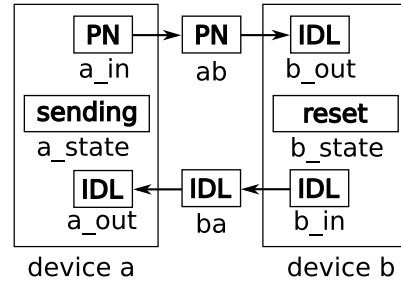 PN PN IDL
a_in ab b_out
sending reset
a_state b_state
IDL IDL IDL
a_out ba b_in
device a device b